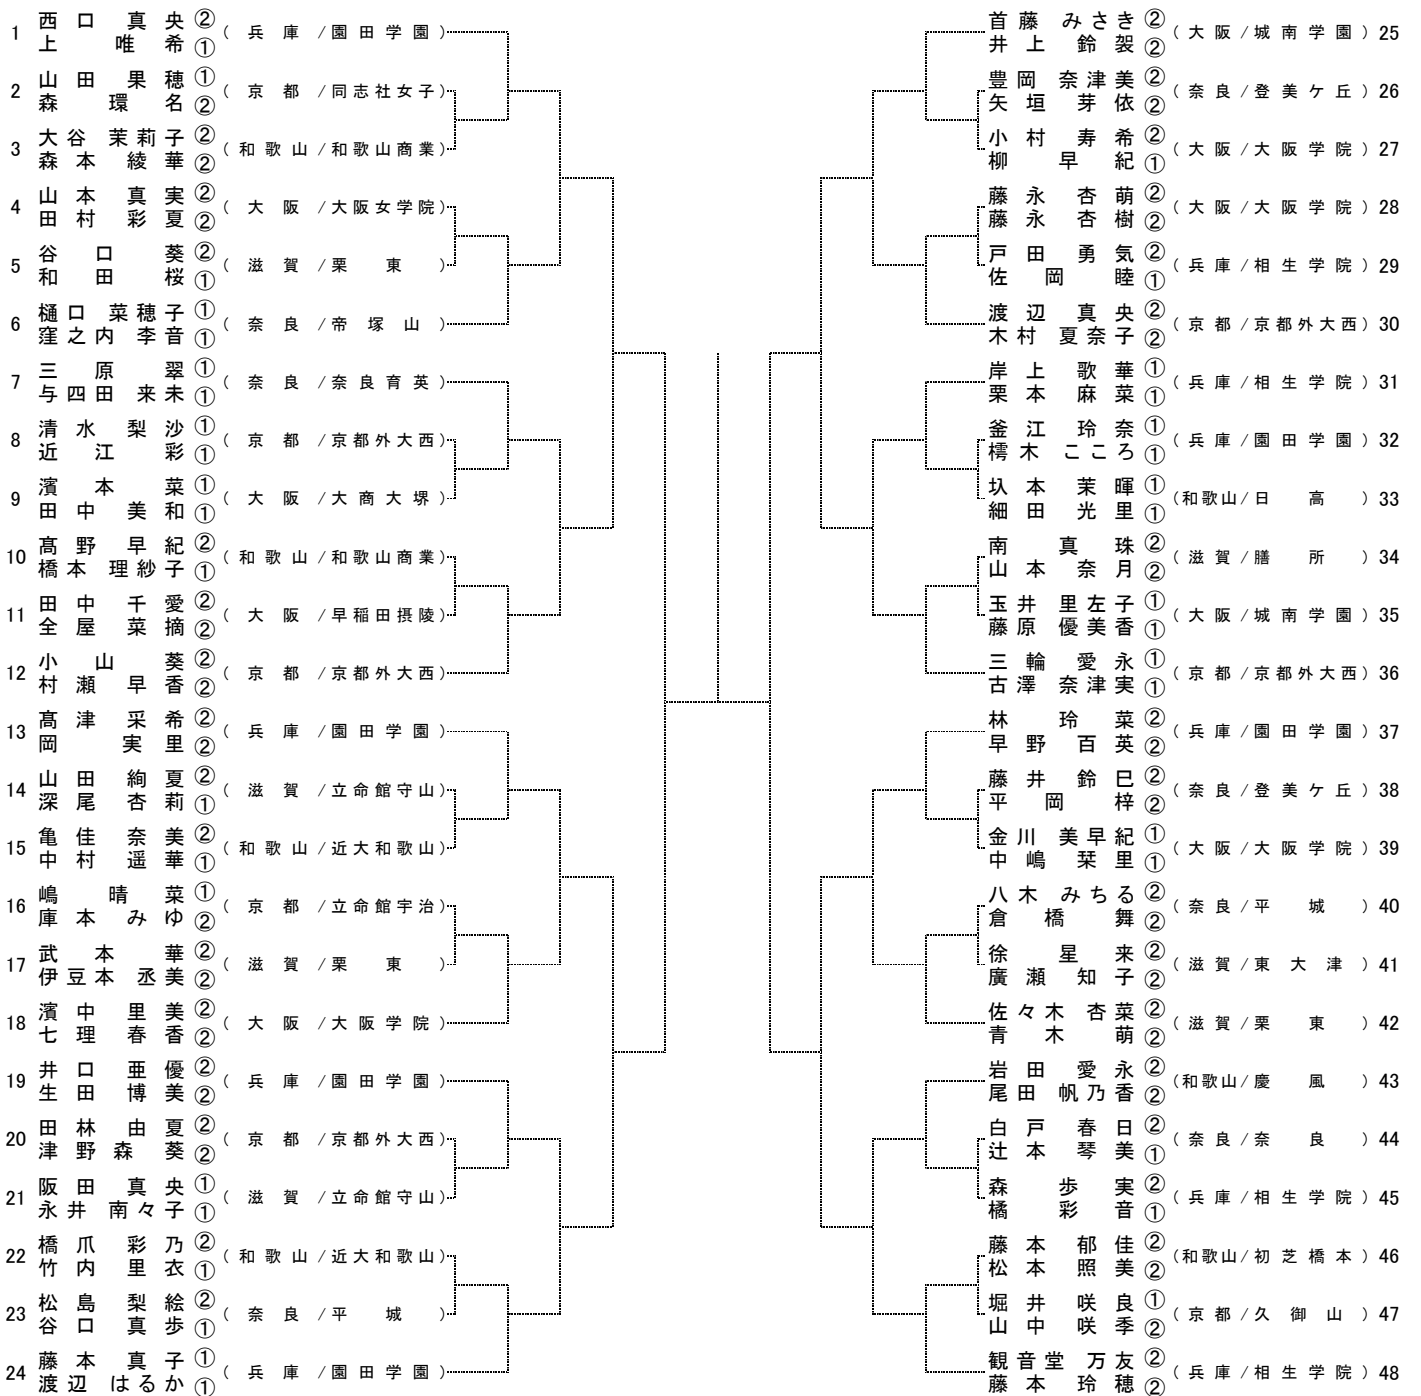 西口 真央 ②
1 (兵庫/園田学園)
上 唯希 ①
山田 果穂 ①
2 (京都/同志社女子)
森 環名 ②
大谷 茉莉子 ②
3 (和歌山/和歌山商業)
森本 綾華 ②
山本 真実 ②
4 (大阪/大阪女学院)
田村 彩夏 ②
谷口 葵 ②
5 (滋賀/栗東)
和田 桜 ①
樋口 菜穂子 ①
6 (奈良/帝塚山)
窪之内 李音 ①
三原 翠 ①
7 (奈良/奈良育英)
与四田 来未 ①
清水 梨沙 ①
8 (京都/京都外大西)
近江 彩 ①
濱本 菜 ①
9 (大阪/大商大堺)
田中 美和 ①
髙野 早紀 ②
10 (和歌山/和歌山商業)
橋本 理紗子 ①
田中 千愛 ②
11 (大阪/早稲田摂陵)
全屋 菜摘 ②
小山 葵 ②
12 (京都/京都外大西)
村瀬 早香 ②
髙津 采希 ②
13 (兵庫/園田学園)
岡 実里 ②
山田 絢夏 ②
14 (滋賀/立命館守山)
深尾 杏莉 ①
亀佳 奈美 ②
15 (和歌山/近大和歌山)
中村 遥華 ①
嶋 晴菜 ①
16 (京都/立命館宇治)
庫本 みゆ ②
武本 華 ②
17 (滋賀/栗東)
伊豆本 丞美 ②
濱中 里美 ②
18 (大阪/大阪学院)
七理 春香 ②
井口 亜優 ②
19 (兵庫/園田学園)
生田 博美 ②
田林 由夏 ②
20 (京都/京都外大西)
津野森 葵 ②
阪田 真央 ①
21 (滋賀/立命館守山)
永井 南々子 ①
橋爪 彩乃 ②
22 (和歌山/近大和歌山)
竹内 里衣 ①
松島 梨絵 ②
23 (奈良/平城)
谷口 真歩 ①
藤本 真子 ①
24 (兵庫/園田学園)
渡辺 はるか ①
首藤 みさき ②
(大阪/城南学園) 25
井上 鈴袈 ②
豊岡 奈津美 ②
(奈良/登美ケ丘) 26
矢垣 芽依 ②
小村 寿希 ②
(大阪/大阪学院) 27
柳 早紀 ①
藤永 杏萌 ②
(大阪/大阪学院) 28
藤永 杏樹 ②
戸田 勇気 ②
(兵庫/相生学院) 29
佐岡 睦 ①
渡辺 真央 ②
(京都/京都外大西) 30
木村 夏奈子 ②
岸上 歌華 ①
(兵庫/相生学院) 31
栗本 麻菜 ①
釜江 玲奈 ①
(兵庫/園田学園) 32
樗木 こころ ①
圦本 茉暉 ①
(和歌山/日高) 33
細田 光里 ①
南 真珠 ②
(滋賀/膳所) 34
山本 奈月 ②
玉井 里左子 ①
(大阪/城南学園) 35
藤原 優美香 ①
三輪 愛永 ①
(京都/京都外大西) 36
古澤 奈津実 ①
林 玲菜 ②
(兵庫/園田学園) 37
早野 百英 ②
藤井 鈴巳 ②
(奈良/登美ケ丘) 38
平岡 梓 ②
金川 美早紀 ①
(大阪/大阪学院) 39
中嶋 栞里 ①
八木 みちる ②
(奈良/平城) 40
倉橋 舞 ②
徐 星来 ②
(滋賀/東大津) 41
廣瀬 知子 ②
佐々木 杏菜 ②
(滋賀/栗東) 42
青木 萌 ②
岩田 愛永 ②
(和歌山/慶風) 43
尾田 帆乃香 ②
白戸 春日 ②
(奈良/奈良) 44
辻本 琴美 ①
森 歩実 ②
(兵庫/相生学院) 45
橘 彩音 ①
藤本 郁佳 ②
(和歌山/初芝橋本) 46
松本 照美 ②
堀井 咲良 ①
(京都/久御山) 47
山中 咲季 ②
観音堂 万友 ②
(兵庫/相生学院) 48
藤本 玲穂 ②